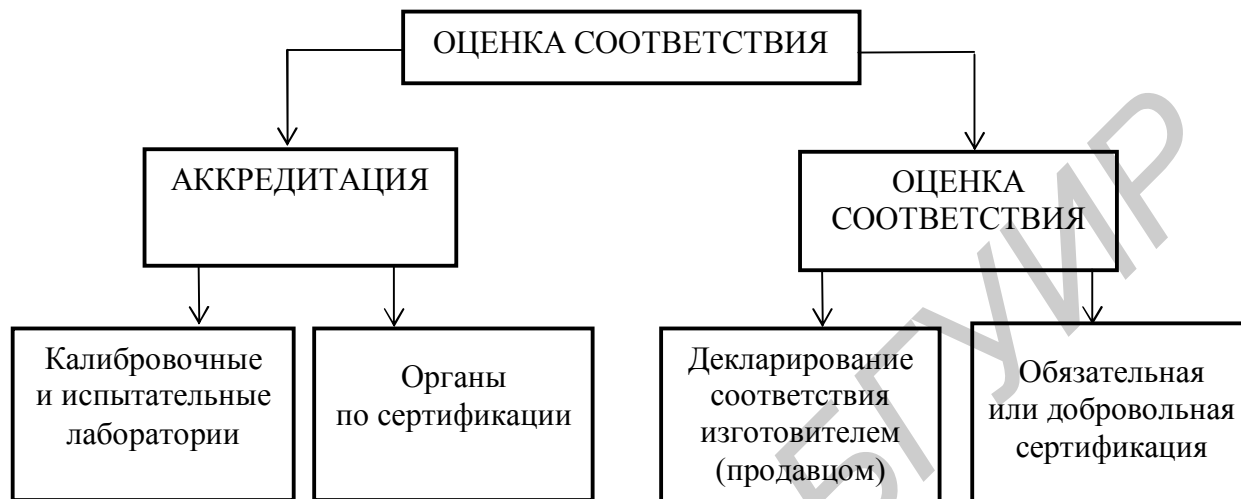 ОЦЕНКА СООТВЕТСТВИЯ
АККРЕДИТАЦИЯ
ОЦЕНКА
СООТВЕТСТВИЯ
Калибровочные
и испытательные
лаборатории
Органы
по сертификации
Декларирование
соответствия
изготовителем
(продавцом)
Обязательная
или добровольная
сертификация
БГУИР